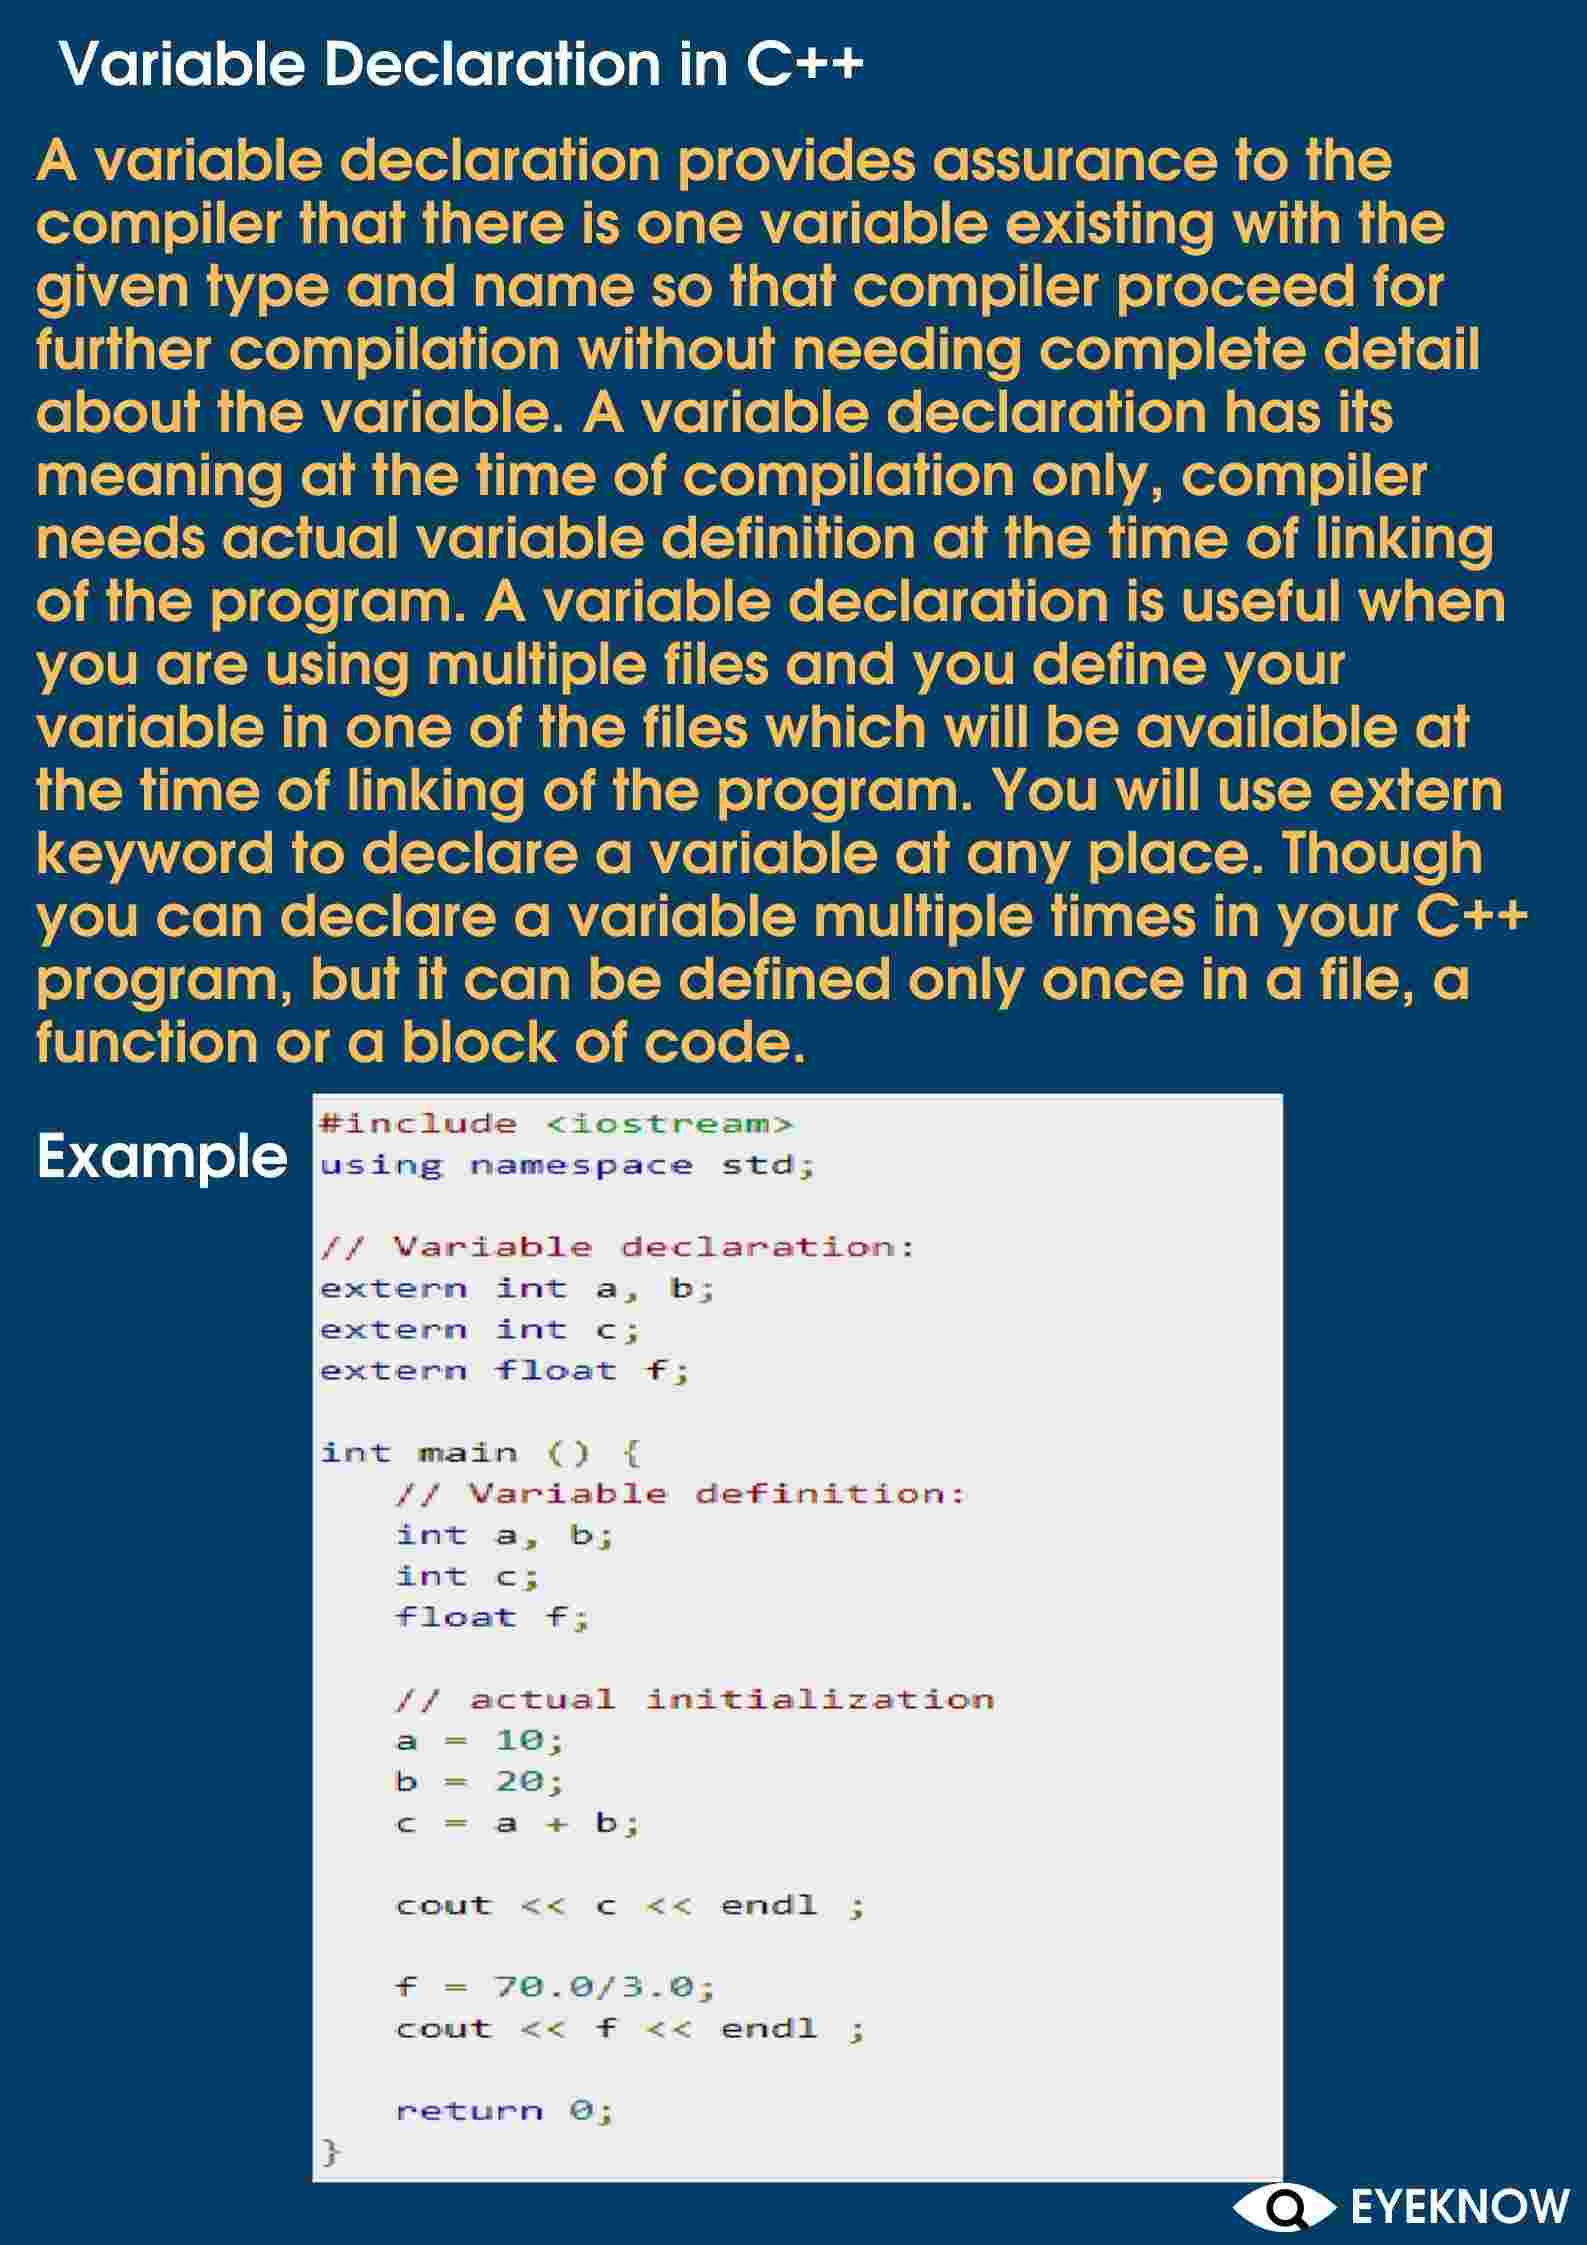 Variable Declaration in C++
A variable declaration provides assurance to the
compiler that there is one variable existing with the
given type and name so that compiler proceed for
further compilation without needing complete detail
about the variable. A variable declaration has its
meaning at the time of compilation only, compiler
needs actual variable definition at the time of linking
of the program. A variable declaration is useful when
you are using multiple files and you define your
variable in one of the files which will be available at
the time of linking of the program. You will use extern
keyword to declare a variable at any place. Though
you can declare a variable multiple times in your C++
program, but it can be defined only once in a file, a
function or a block of code.
Example
#include <iostream>
using namespace std;
// Variable declaration:
extern int a, b;
extern int c;
extern float f;
int main () {
// Variable definition:
int a, b;
int c;
float f;
// actual initialization
a = 10;
b = 20;
c = a + b;
cout << c << endl ;
f = 70.0/3.0;
cout << f << endl ;
return 0;
}
EYEKNOW